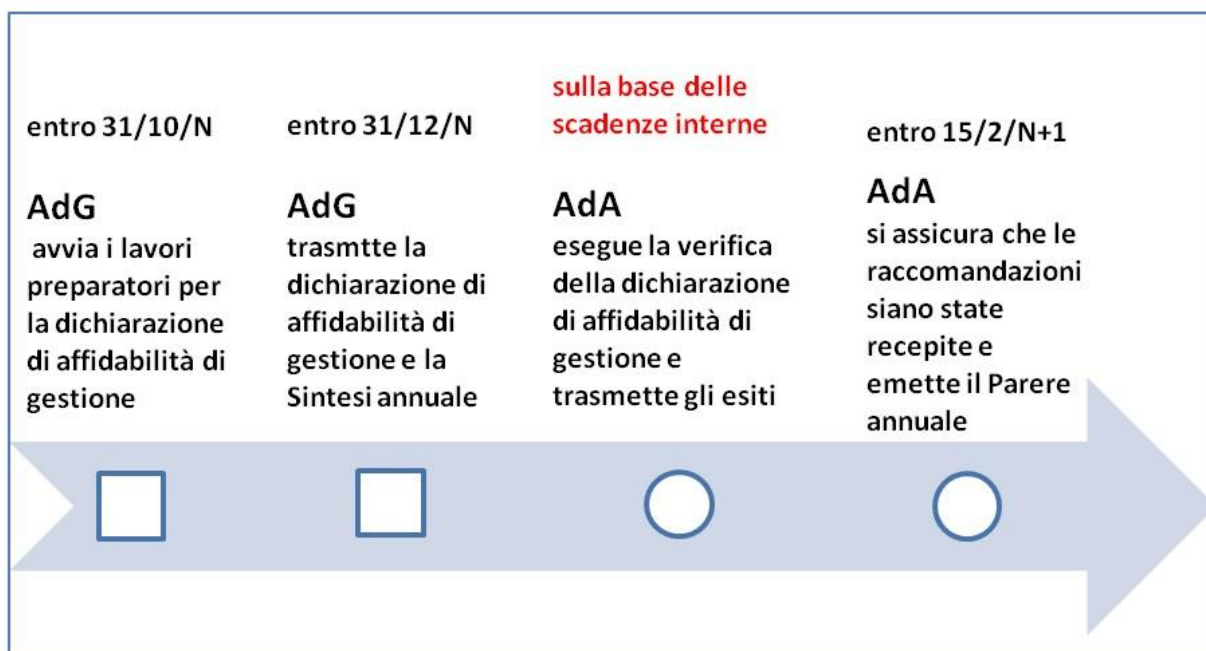 entro 31/10/N
AdG
avvia i lavori
preparatori per
la dichiarazione
di affidabilità di
gestione
entro 31/12/N
AdG
trasmtte la
dichiarazione di
affidabilità di
gestione e la
Sintesi annuale
sulla base delle
scadenze interne
AdA
esegue la verifica
della dichiarazione
di affidabilità di
gestione e
trasmette gli esiti
entro 15/2/N+1
AdA
si assicura che le
raccomandazioni
siano state
recepite e
emette il Parere
annuale